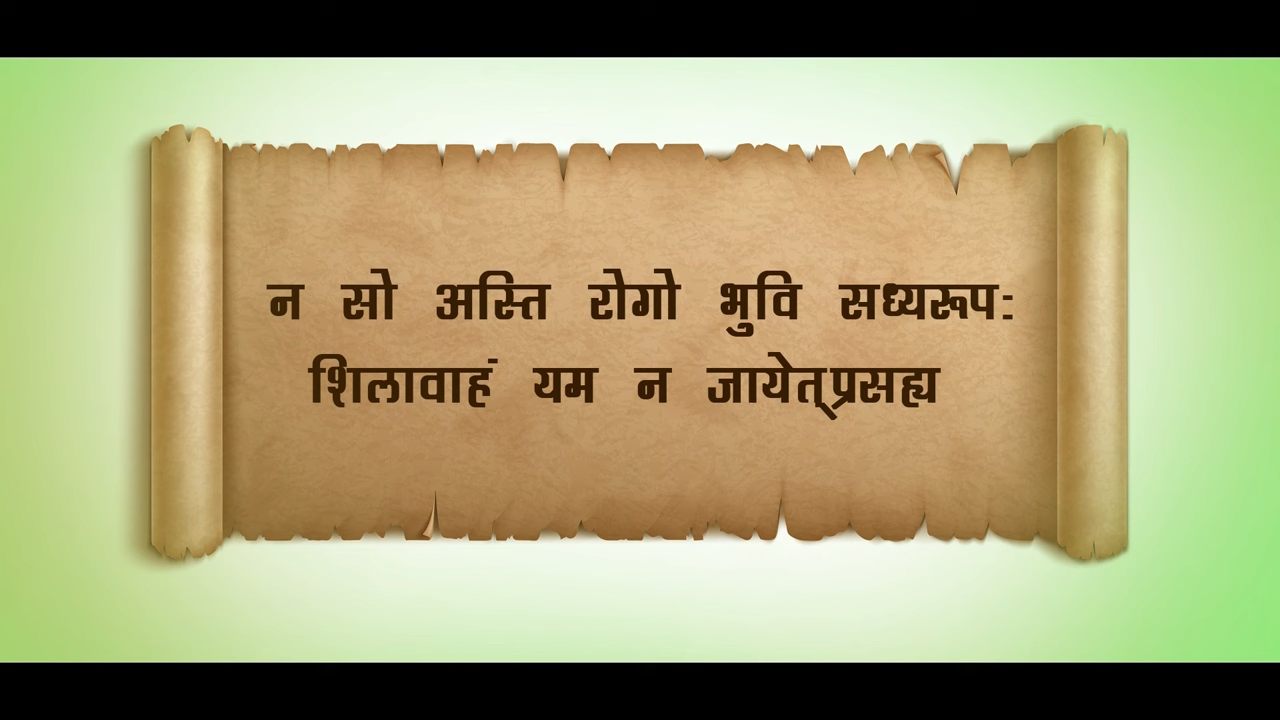 न सो अस्ति रोगो भुवि सध्यरूप:
शिलावाहं यम न जायेत्प्रसह्य